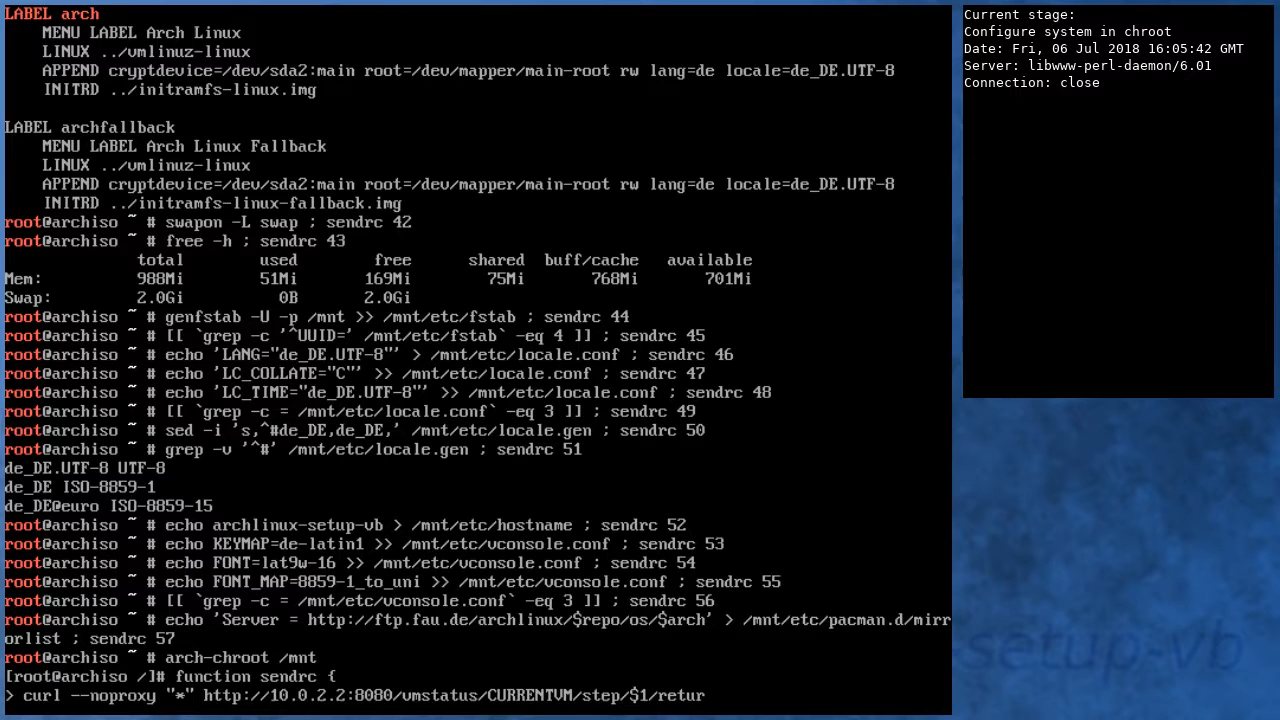 LABEL arch
    MENU LABEL Arch Linux
    LINUX ../vmlinuz-linux
    APPEND cryptdevice=/dev/sda2:main root=/dev/mapper/main-root rw lang=de locale=de_DE.UTF-8
    INITRD ../initramfs-linux.img

LABEL archfallback
    MENU LABEL Arch Linux Fallback
    LINUX ../vmlinuz-linux
    APPEND cryptdevice=/dev/sda2:main root=/dev/mapper/main-root rw lang=de locale=de_DE.UTF-8
    INITRD ../initramfs-linux-fallback.img
root@archiso ~ # swapon -L swap ; sendrc 42
root@archiso ~ # free -h ; sendrc 43
              total        used        free      shared  buff/cache   available
Mem:          988Mi        51Mi       169Mi        75Mi       768Mi       701Mi
Swap:         2.0Gi          0B       2.0Gi
root@archiso ~ # genfstab -U -p /mnt >> /mnt/etc/fstab ; sendrc 44
root@archiso ~ # [[ `grep -c '^UUID=' /mnt/etc/fstab` -eq 4 ]] ; sendrc 45
root@archiso ~ # echo 'LANG="de_DE.UTF-8"' > /mnt/etc/locale.conf ; sendrc 46
root@archiso ~ # echo 'LC_COLLATE="C"' >> /mnt/etc/locale.conf ; sendrc 47
root@archiso ~ # echo 'LC_TIME="de_DE.UTF-8"' >> /mnt/etc/locale.conf ; sendrc 48
root@archiso ~ # [[ `grep -c = /mnt/etc/locale.conf` -eq 3 ]] ; sendrc 49
root@archiso ~ # sed -i 's,^#de_DE,de_DE,' /mnt/etc/locale.gen ; sendrc 50
root@archiso ~ # grep -v '^#' /mnt/etc/locale.gen ; sendrc 51
de_DE.UTF-8 UTF-8
de_DE ISO-8859-1
de_DE@euro ISO-8859-15
root@archiso ~ # echo archlinux-setup-vb > /mnt/etc/hostname ; sendrc 52
root@archiso ~ # echo KEYMAP=de-latin1 >> /mnt/etc/vconsole.conf ; sendrc 53
root@archiso ~ # echo FONT=lat9w-16 >> /mnt/etc/vconsole.conf ; sendrc 54
root@archiso ~ # echo FONT_MAP=8859-1_to_uni >> /mnt/etc/vconsole.conf ; sendrc 55
root@archiso ~ # [[ `grep -c = /mnt/etc/vconsole.conf` -eq 3 ]] ; sendrc 56
root@archiso ~ # echo 'Server = http://ftp.fau.de/archlinux/$repo/os/$arch' > /mnt/etc/pacman.d/mirr
orlist ; sendrc 57
root@archiso ~ # arch-chroot /mnt
[root@archiso /]# function sendrc {
> curl --noproxy "*" http://10.0.2.2:8080/vmstatus/CURRENTVM/step/$1/retur
Current stage:
Configure system in chroot
Date: Fri, 06 Jul 2018 16:05:42 GMT
Server: libwww-perl-daemon/6.01
Connection: close
setup-vb